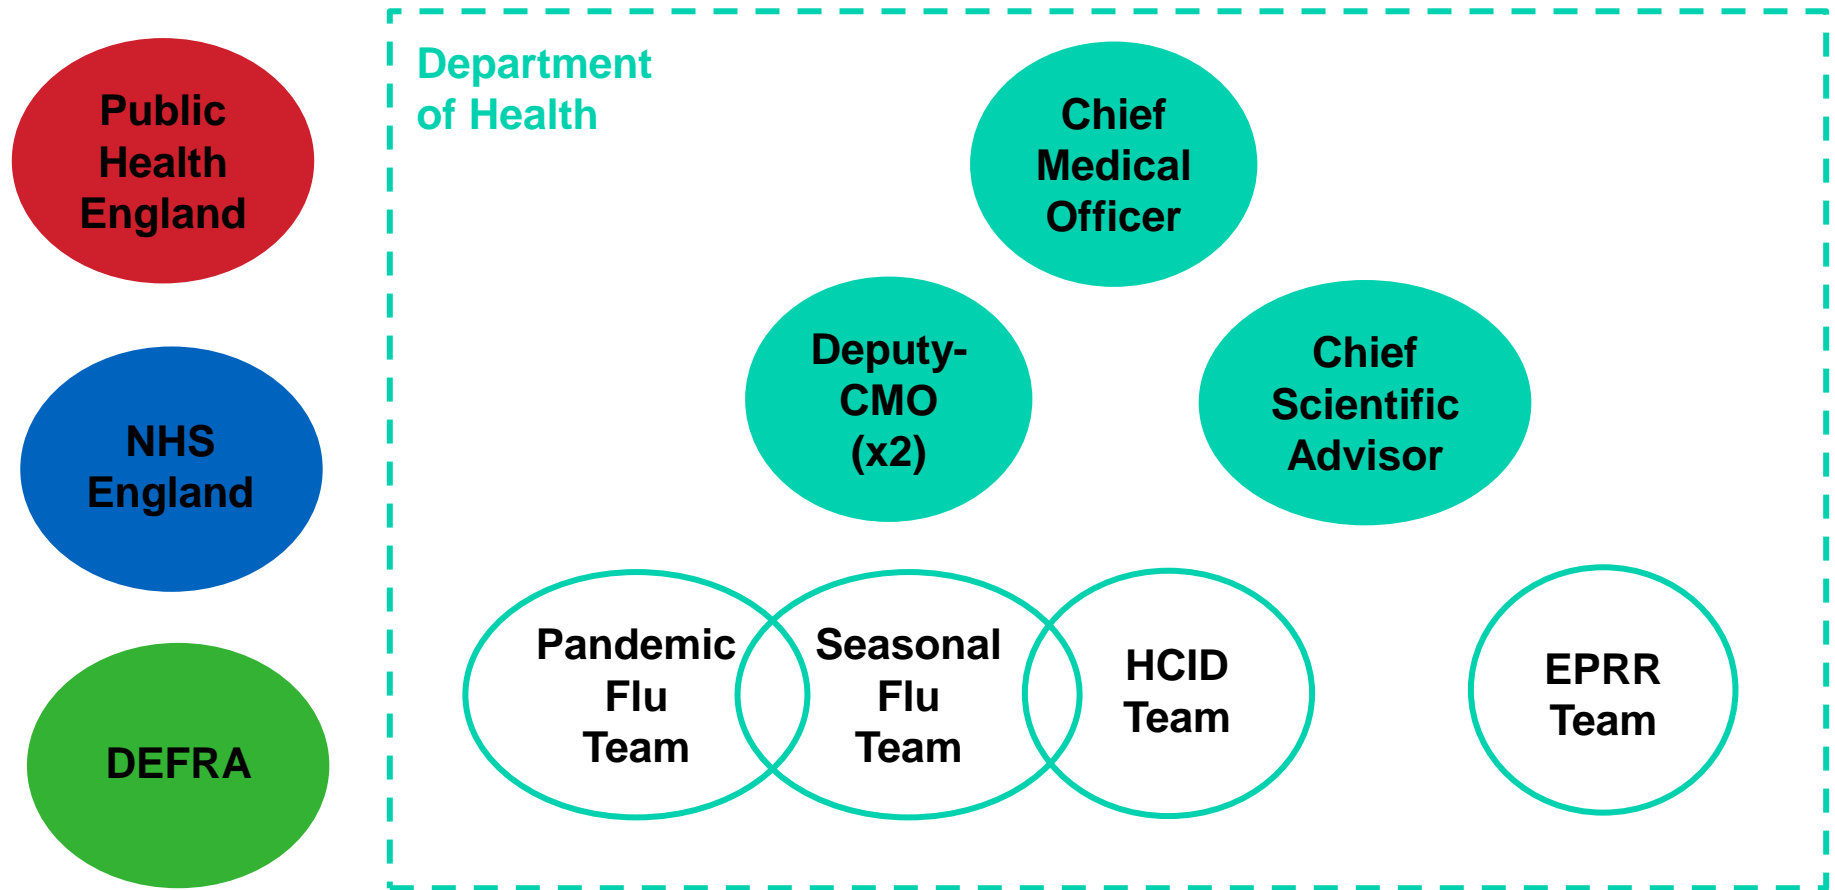 Public
Health
England
NHS
England
DEFRA
Department
of Health
Chief
Medical
Officer
Deputy-
CMO
(x2)
Chief
Scientific
Advisor
Pandemic
Flu
Team
Seasonal
Flu
Team
HCID
Team
EPRR
Team